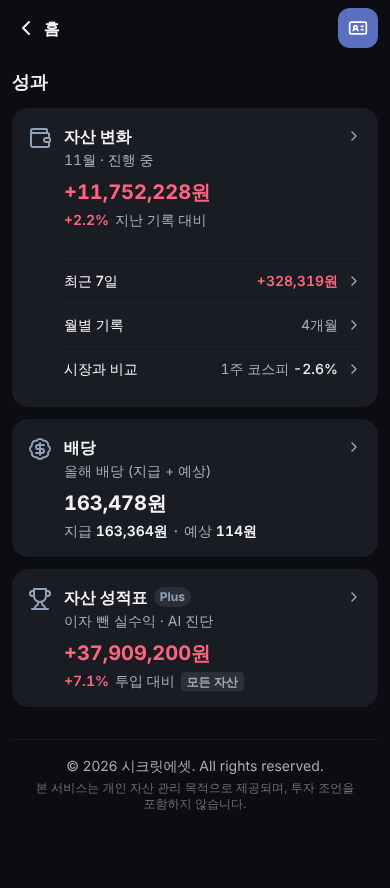 홈
성과
자산 변화
11월 · 진행 중
+11,752,228원
+2.2% 지난 기록 대비
최근 7일 +328,319원
월별 기록 4개월
시장과 비교 1주 코스피 -2.6%
배당
올해 배당 (지급 + 예상)
163,478원
지급 163,364원 · 예상 114원
자산 성적표 Plus
이자 뺀 실수익 · AI 진단
+37,909,200원
+7.1% 투입 대비 모든 자산
© 2026 시크릿에셋. All rights reserved.
본 서비스는 개인 자산 관리 목적으로 제공되며, 투자 조언을
포함하지 않습니다.